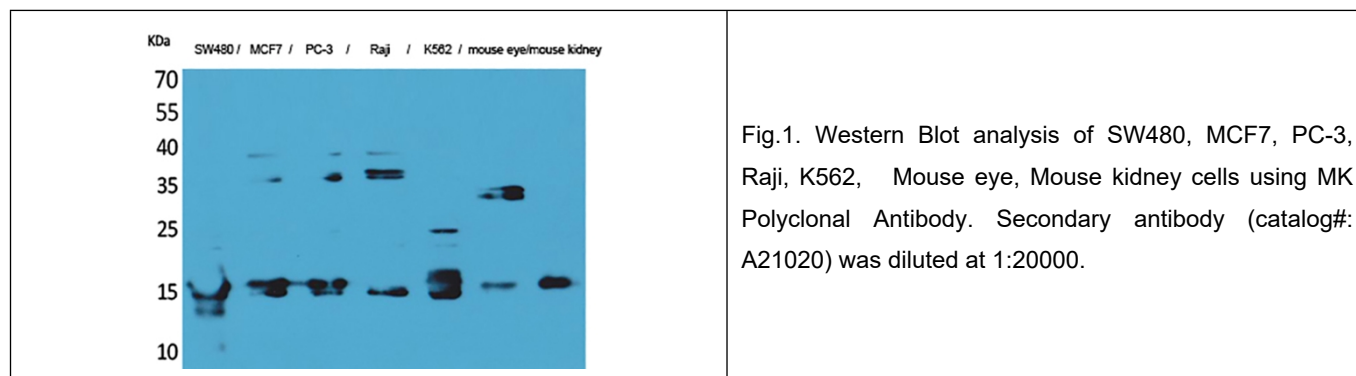 KDa
SW480 / MCF7 / PC-3 / Raji / K562 / mouse eye/mouse kidney
70
55
40
35
25
15
10
Fig.1. Western Blot analysis of SW480, MCF7, PC-3,
Raji, K562, Mouse eye, Mouse kidney cells using MK
Polyclonal Antibody. Secondary antibody (catalog#:
A21020) was diluted at 1:20000.